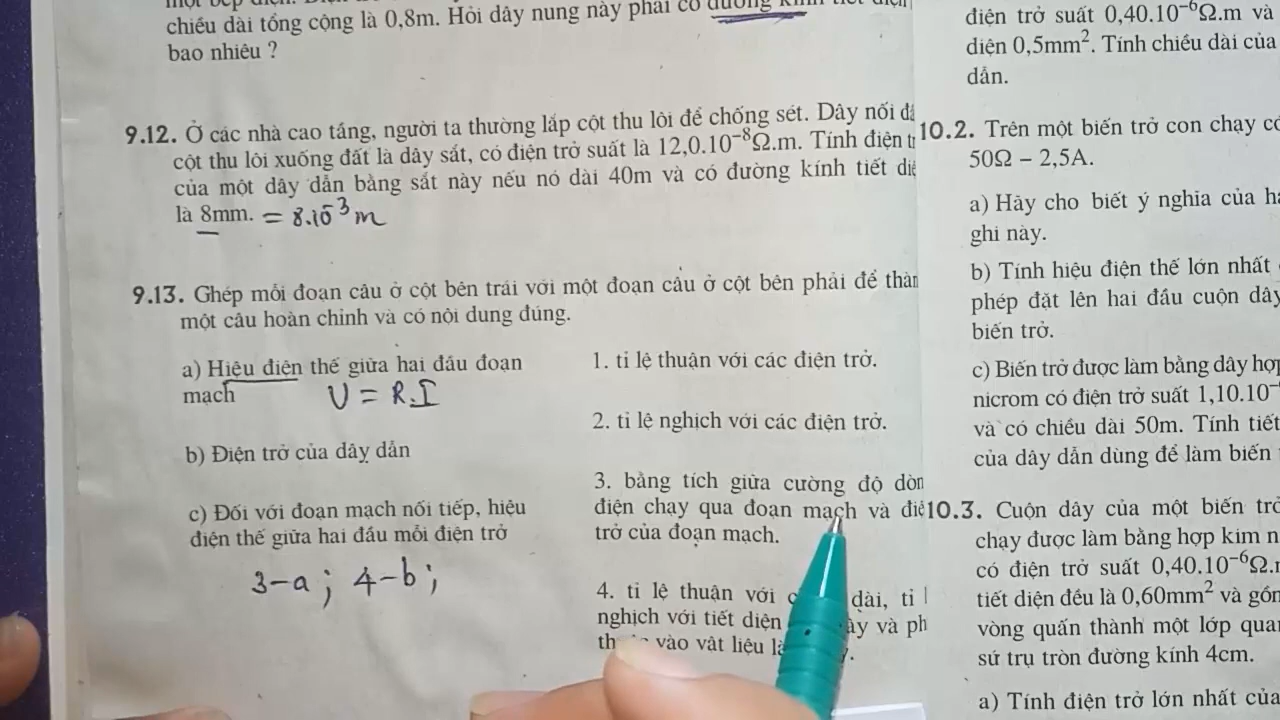 chiều dài tổng cộng là 0,8m. Hỏi dây nung này phải có đường kính tiết diện
bao nhiêu ?
9.12. Ở các nhà cao tầng, người ta thường lắp cột thu lôi để chống sét. Dây nối
cột thu lôi xuống đất là dây sắt, có điện trở suất là 12,0.10⁻⁸Ω.m. Tính điện
của một dây dẫn bằng sắt này nếu nó dài 40m và có đường kính tiết
là 8mm. = 8.10⁻³m
9.13. Ghép mỗi đoạn câu ở cột bên trái với một đoạn câu ở cột bên phải để
một câu hoàn chỉnh và có nội dung đúng.
a) Hiệu điện thế giữa hai đầu đoạn
mạch
U = R.I
b) Điện trở của dây dẫn
c) Đối với đoạn mạch nối tiếp, hiệu
điện thế giữa hai đầu mỗi điện trở
3-a ; 4-b ;
1. tỉ lệ thuận với các điện trở.
2. tỉ lệ nghịch với các điện trở.
3. bằng tích giữa cường độ
điện chạy qua đoạn mạch và
trở của đoạn mạch.
4. tỉ lệ thuận với dài, tỉ
nghịch với tiết diện và
vào vật liệu
điện trở suất 0,40.10⁻⁶Ω.m và
diện 0,5mm². Tính chiều dài của
dẫn.
10.2. Trên một biến trở con chạy
50Ω – 2,5A.
a) Hãy cho biết ý nghĩa của
ghi này.
b) Tính hiệu điện thế lớn nhất
phép đặt lên hai đầu cuộn dây
biến trở.
c) Biến trở được làm bằng dây
nicrom có điện trở suất 1,10.10
và có chiều dài 50m. Tính tiết
của dây dẫn dùng để làm biến
10.3. Cuộn dây của một biến
chạy được làm bằng hợp kim
có điện trở suất 0,40.10⁻⁶Ω.
tiết diện đều là 0,60mm² và
vòng quấn thành một lớp
sứ trụ tròn đường kính 4cm.
a) Tính điện trở lớn nhất của